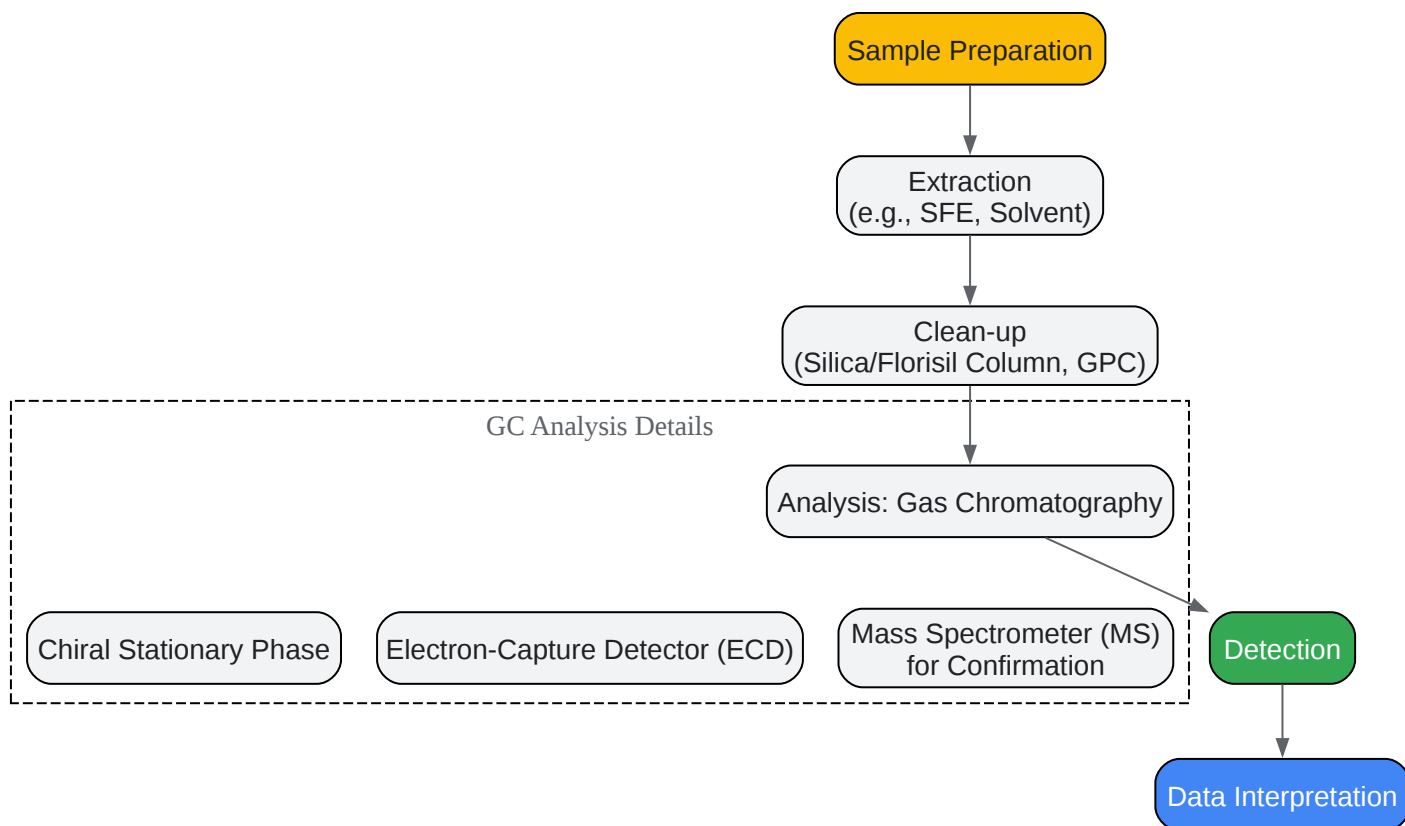 Sample Preparation
Extraction
(e.g., SFE, Solvent)
Clean-up
(Silica/Florisil Column, GPC)
GC Analysis Details
Analysis: Gas Chromatography
Chiral Stationary Phase
Electron-Capture Detector (ECD)
Mass Spectrometer (MS)
for Confirmation
Detection
Data Interpretation